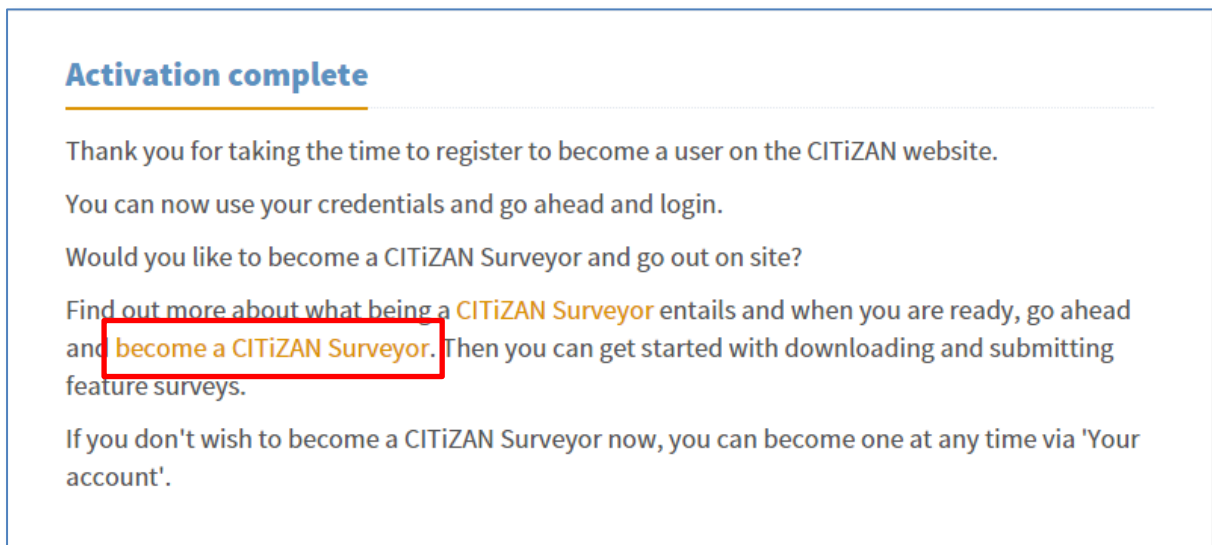 Activation complete
Thank you for taking the time to register to become a user on the CITiZAN website.
You can now use your credentials and go ahead and login.
Would you like to become a CITiZAN Surveyor and go out on site?
Find out more about what being a CITiZAN Surveyor entails and when you are ready, go ahead
and become a CITiZAN Surveyor. Then you can get started with downloading and submitting
feature surveys.
If you don't wish to become a CITiZAN Surveyor now, you can become one at any time via 'Your
account'.